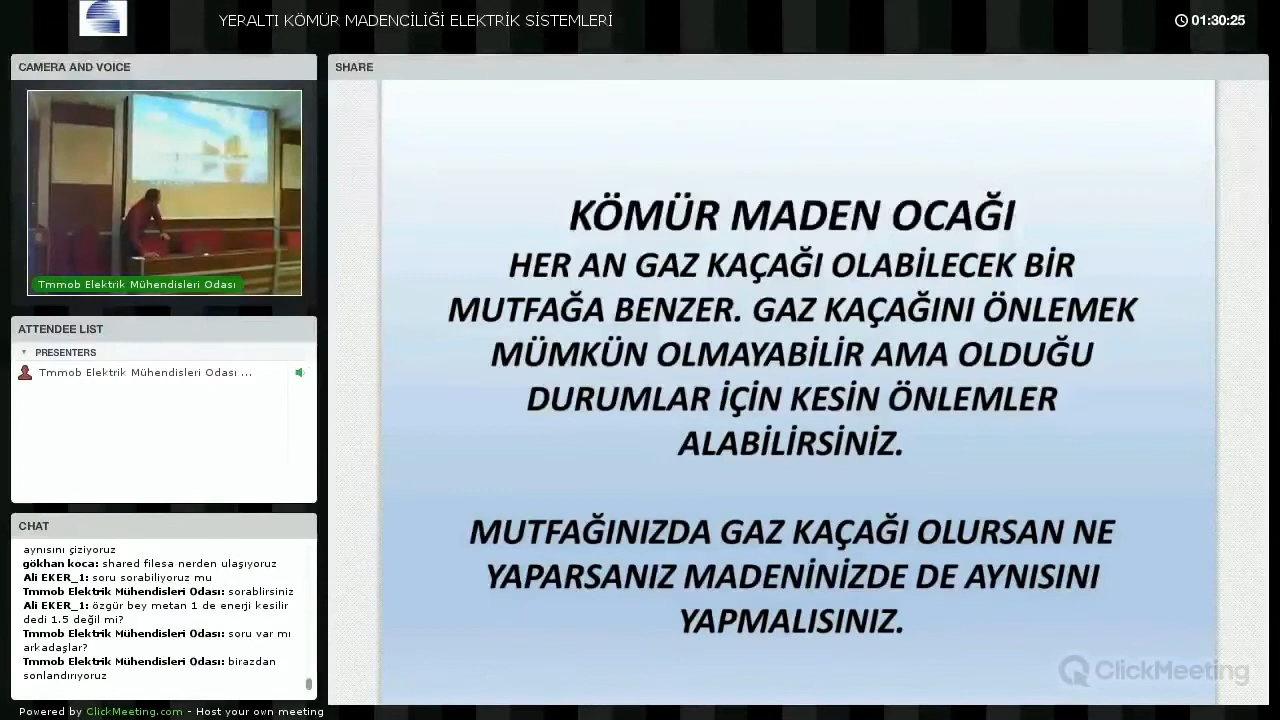 YERALTI KÖMÜR MADENCİLİĞİ ELEKTRİK SİSTEMLERİ
01:30:25
CAMERA AND VOICE
Tmmob Elektrik Mühendisleri Odası
ATTENDEE LIST
PRESENTERS
Tmmob Elektrik Mühendisleri Odası ...
CHAT
aynısını çiziyoruz
gökhan koca: shared filesa nerden ulaşıyoruz
Ali EKER_1: soru sorabiliyoruz mu
Tmmob Elektrik Mühendisleri Odası: sorablirsiniz
Ali EKER_1: özgür bey metan 1 de enerji kesilir
dedi 1.5 değil mi?
Tmmob Elektrik Mühendisleri Odası: soru var mı
arkadaşlar?
Tmmob Elektrik Mühendisleri Odası: birazdan
sonlandırıyoruz
Powered by ClickMeeting.com - Host your own meeting
SHARE
KÖMÜR MADEN OCAĞI
HER AN GAZ KAÇAĞI OLABİLECEK BİR
MUTFAĞA BENZER. GAZ KAÇAĞINI ÖNLEMEK
MÜMKÜN OLMAYABİLİR AMA OLDUĞU
DURUMLAR İÇİN KESİN ÖNLEMLER
ALABİLİRSİNİZ.
MUTFAĞINIZDA GAZ KAÇAĞI OLURSAN NE
YAPARSANIZ MADENİNİZDE DE AYNISINI
YAPMALISINIZ.
ClickMeeting